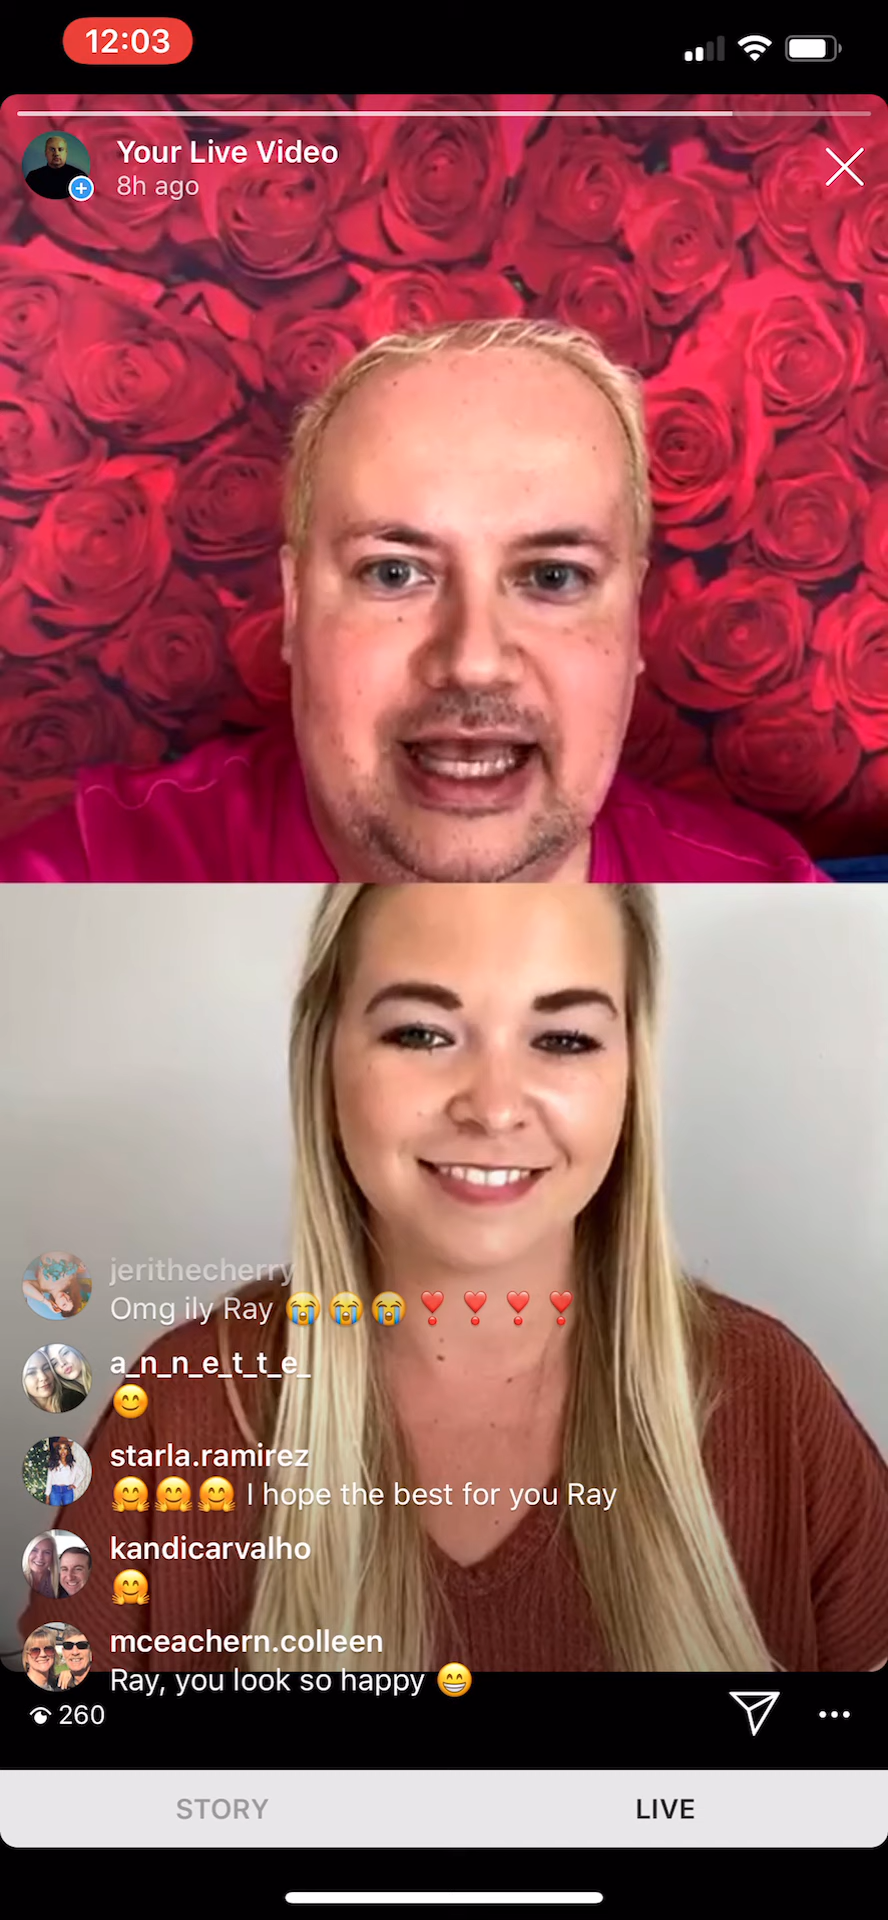 12:03
Your Live Video
8h ago
jerithecherry
Omg ily Ray 😭😭😭❣️❣️❣️❣️
a_n_n_e_t_t_e_
😊
starla.ramirez
🤗🤗🤗 I hope the best for you Ray
kandicarvalho
🤗
mceachern.colleen
Ray, you look so happy 😁
260
STORY
LIVE